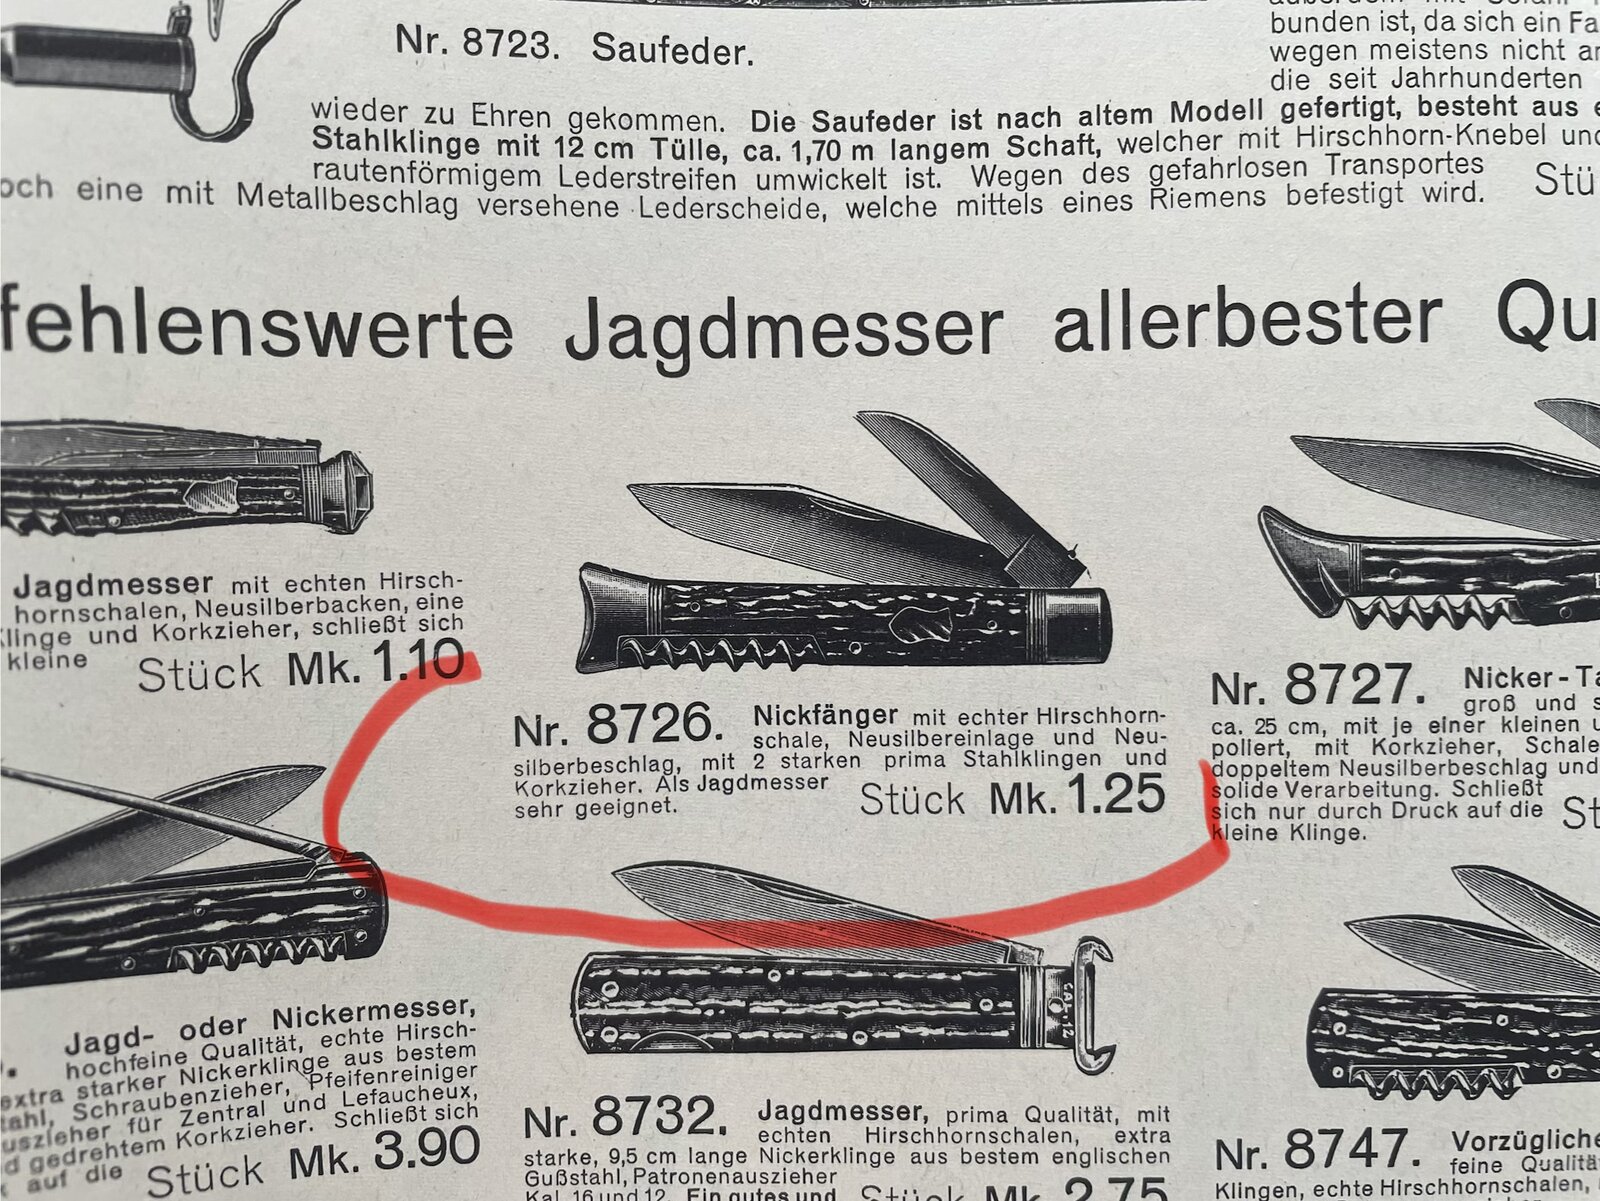 Nr. 8723. Saufeder.
bunden ist, da sich ein
wegen meistens nicht
die seit Jahrhunderten
wieder zu Ehren gekommen. Die Saufeder ist nach altem Modell gefertigt, besteht aus
Stahlklinge mit 12 cm Tülle, ca. 1,70 m langem Schaft, welcher mit Hirschhorn-Knebel und
rautenförmigem Lederstreifen umwickelt ist. Wegen des gefahrlosen Transportes
och eine mit Metallbeschlag versehene Lederscheide, welche mittels eines Riemens befestigt wird.
Stü
fehlenswerte Jagdmesser allerbester Qu
Jagdmesser mit echten Hirsch-
hornschalen, Neusilberbacken, eine
Klinge und Korkzieher, schließt sich
kleine Stück Mk. 1.10
Nr. 8726. Nickfänger mit echter Hirschhorn-
schale, Neusilbereinlage und Neu-
silberbeschlag, mit 2 starken prima Stahlklingen und
Korkzieher. Als Jagdmesser
sehr geeignet. Stück Mk. 1.25
Nr. 8727. Nicker-Ta
groß und s
ca. 25 cm, mit je einer kleinen u
poliert, mit Korkzieher, Schale
doppeltem Neusilberbeschlag und
solide Verarbeitung. Schließt
sich nur durch Druck auf die
kleine Klinge. St
Jagd- oder Nickermesser,
hochfeine Qualität, echte Hirsch-
extra starker Nickerklinge aus bestem
tahl, Schraubenzieher, Pfeifenreiniger
uszieher für Zentral und Lefaucheux,
d gedrehtem Korkzieher. Schließt sich
auf die Stück Mk. 3.90
CAL. 12
Nr. 8732. Jagdmesser, prima Qualität, mit
echten Hirschhornschalen, extra
starke, 9,5 cm lange Nickerklinge aus bestem englischen
Gußstahl, Patronenauszieher
Kal. 16 und 12. Ein gutes und Stück Mk. 2.75
Nr. 8747. Vorzügliche
feine Qualitä
Klingen, echte Hirschhornschalen,